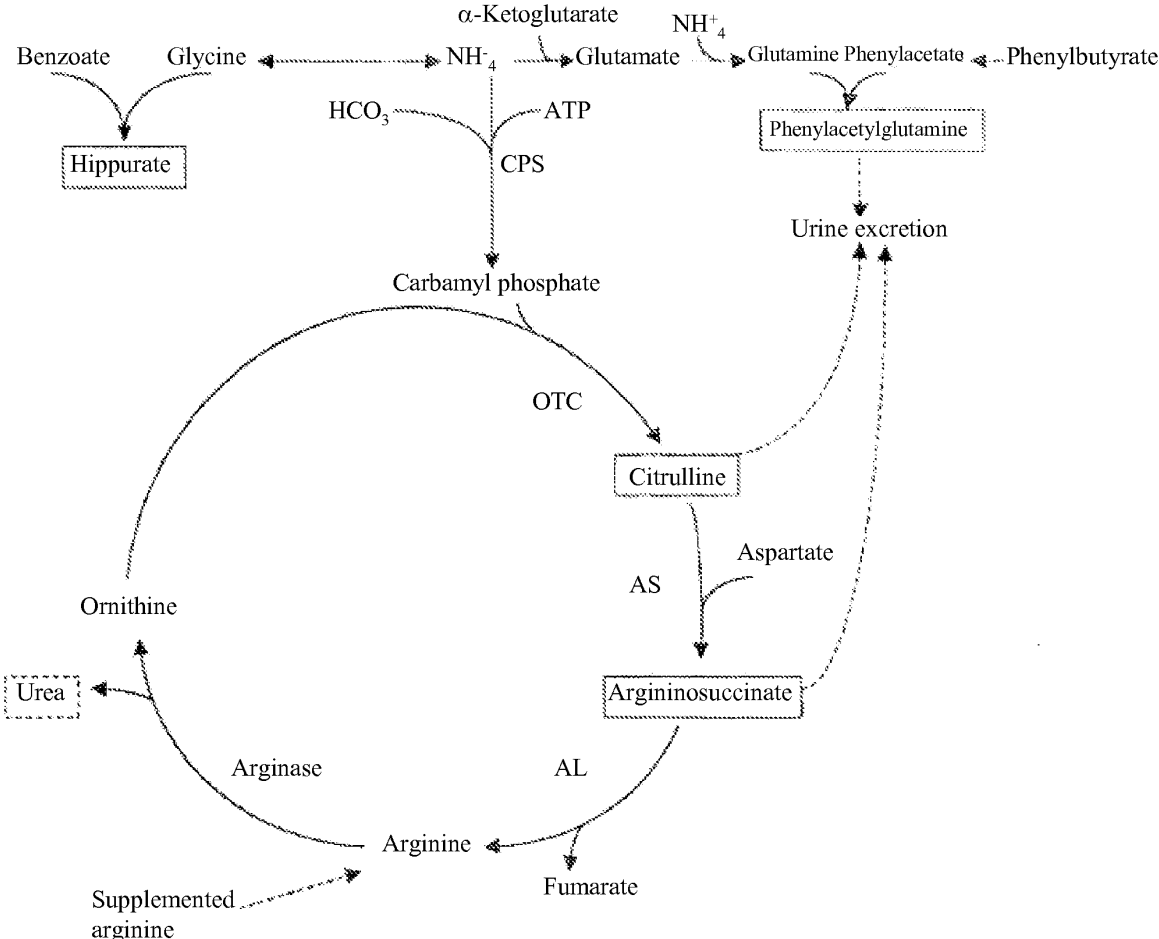 α-Ketoglutarate
NH⁺₄
Benzoate
Glycine
NH⁻₄
Glutamate
Glutamine Phenylacetate
Phenylbutyrate
HCO₃
ATP
Phenylacetylglutamine
Hippurate
CPS
Urine excretion
Carbamyl phosphate
OTC
Citrulline
Aspartate
AS
Ornithine
Urea
Argininosuccinate
Arginase
AL
Arginine
Fumarate
Supplemented
arginine